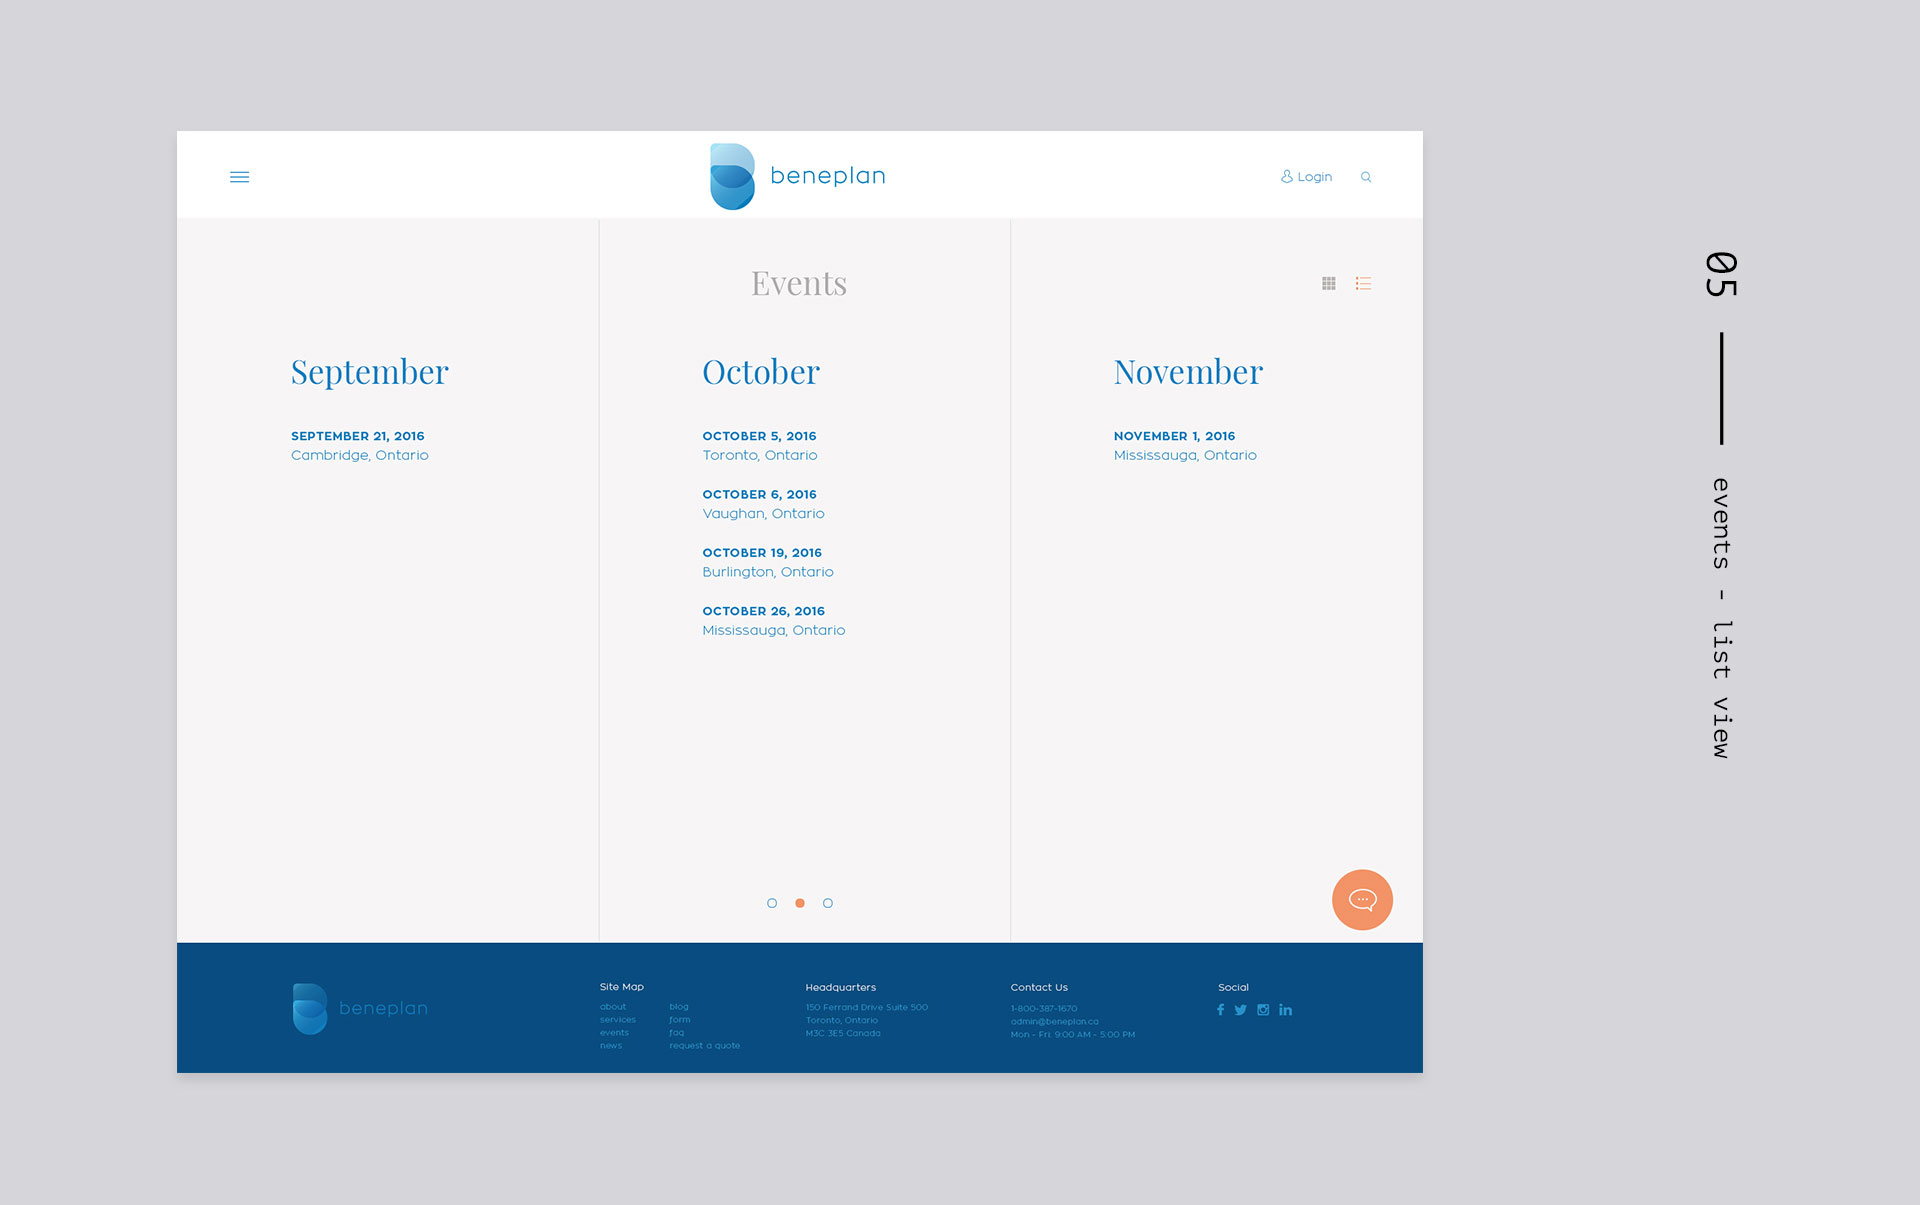 beneplan
Login
Events
September
SEPTEMBER 21, 2016
Cambridge, Ontario
October
OCTOBER 5, 2016
Toronto, Ontario
OCTOBER 6, 2016
Vaughan, Ontario
OCTOBER 19, 2016
Burlington, Ontario
OCTOBER 26, 2016
Mississauga, Ontario
November
NOVEMBER 1, 2016
Mississauga, Ontario
beneplan
Site Map
about
services
events
news
blog
form
faq
request a quote
Headquarters
150 Ferrand Drive Suite 500
Toronto, Ontario
M3C 3E5 Canada
Contact Us
1-800-387-1670
admin@beneplan.ca
Mon - Fri: 9:00 AM - 5:00 PM
Social
05 — events - list view